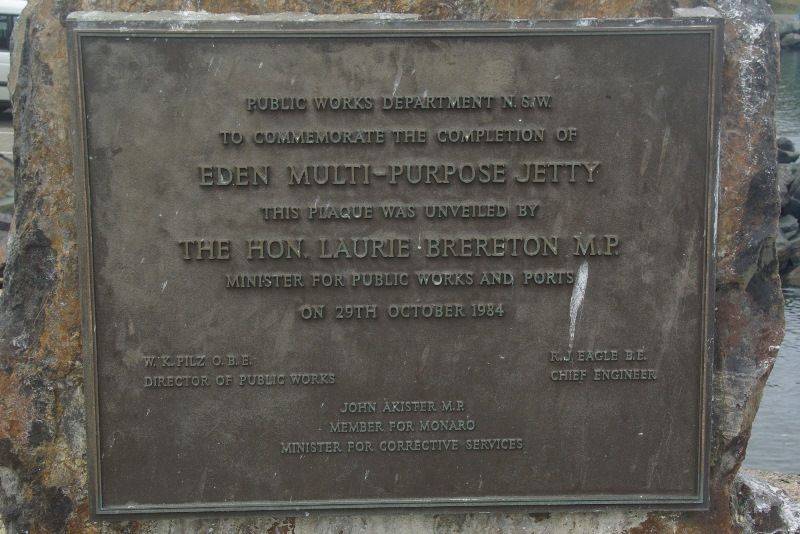 PUBLIC WORKS DEPARTMENT N.S.W.
TO COMMEMORATE THE COMPLETION OF
EDEN MULTI-PURPOSE JETTY
THIS PLAQUE WAS UNVEILED BY
THE HON. LAURIE BRERETON M.P.
MINISTER FOR PUBLIC WORKS AND PORTS
ON 29TH OCTOBER 1984
W. K. PILZ O. B. E.
DIRECTOR OF PUBLIC WORKS
R. J. EAGLE B.E.
CHIEF ENGINEER
JOHN AKISTER M.P.
MEMBER FOR MONARO
MINISTER FOR CORRECTIVE SERVICES